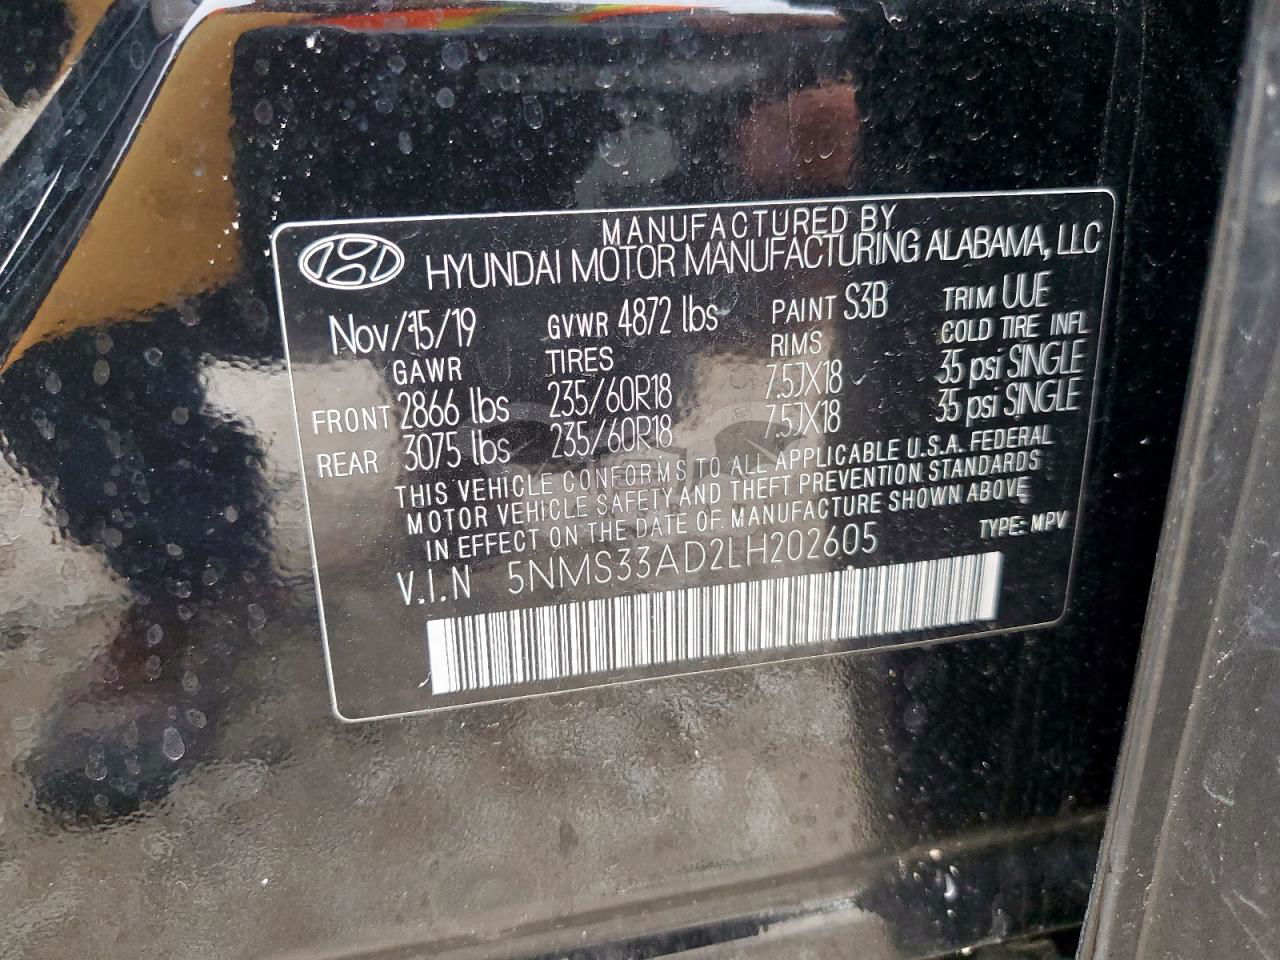 MANUFACTURED BY
HYUNDAI MOTOR MANUFACTURING ALABAMA, LLC
Nov/15/19 GVWR 4872 lbs PAINT S3B TRIM UUE
GAWR TIRES RIMS COLD TIRE INFL
FRONT 2866 lbs 235/60R18 7.5JX18 35 psi SINGLE
REAR 3075 lbs 235/60R18 7.5JX18 35 psi SINGLE
THIS VEHICLE CONFORMS TO ALL APPLICABLE U.S.A. FEDERAL
MOTOR VEHICLE SAFETY AND THEFT PREVENTION STANDARDS
IN EFFECT ON THE DATE OF MANUFACTURE SHOWN ABOVE
V.I.N 5NMS33AD2LH202605 TYPE: MPV